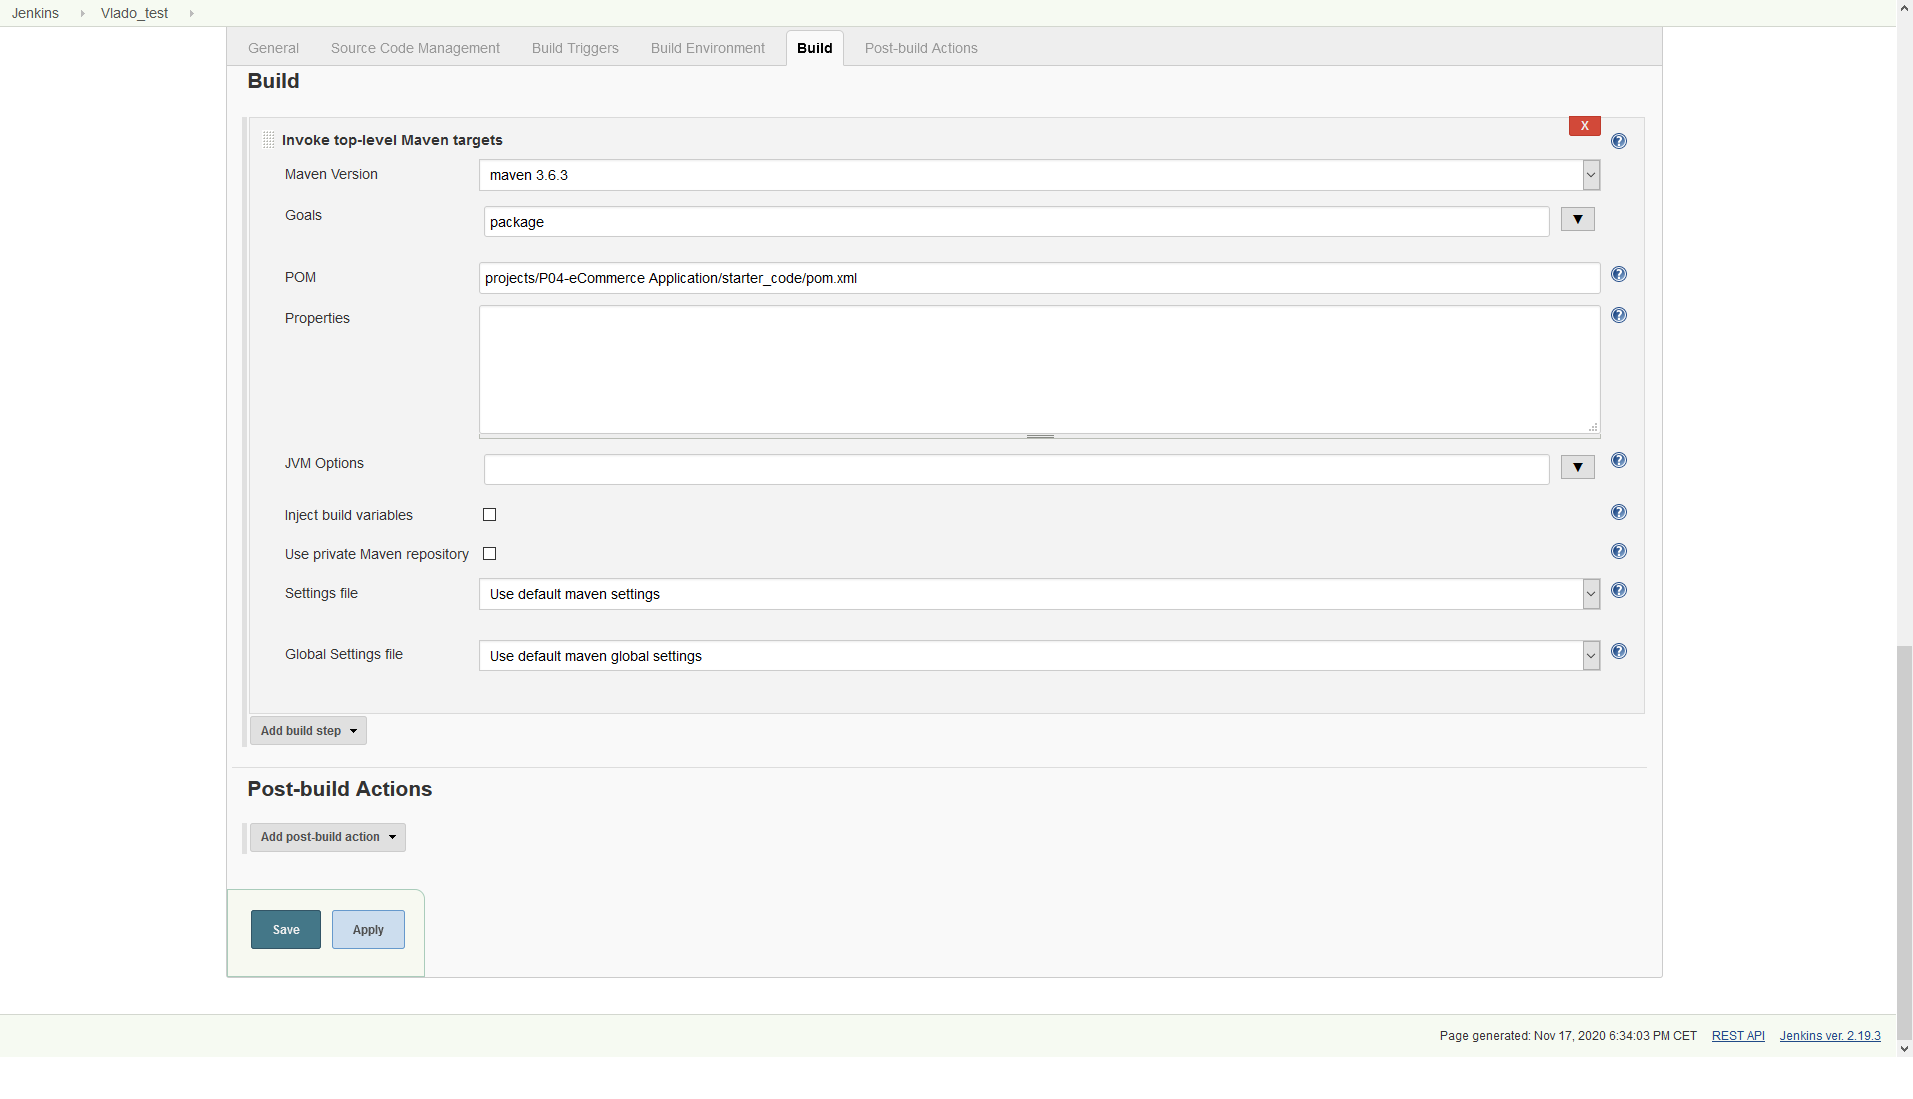 Jenkins Vlado_test
General Source Code Management Build Triggers Build Environment Build Post-build Actions
Build
X
Invoke top-level Maven targets
Maven Version maven 3.6.3
Goals package
POM projects/P04-eCommerce Application/starter_code/pom.xml
Properties
JVM Options
Inject build variables
Use private Maven repository
Settings file Use default maven settings
Global Settings file Use default maven global settings
Add build step
Post-build Actions
Add post-build action
Save Apply
Page generated: Nov 17, 2020 6:34:03 PM CET REST API Jenkins ver. 2.19.3